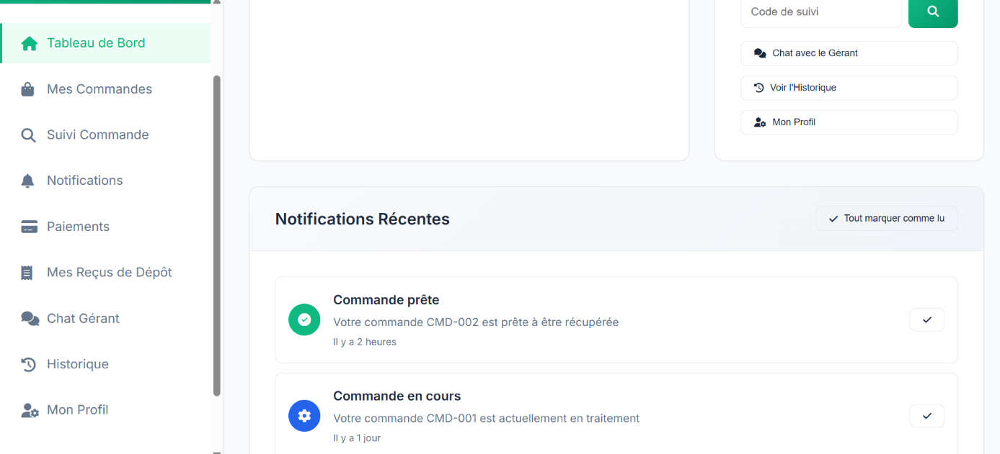 Tableau de Bord
Mes Commandes
Suivi Commande
Notifications
Paiements
Mes Reçus de Dépôt
Chat Gérant
Historique
Mon Profil
Code de suivi
Chat avec le Gérant
Voir l'Historique
Mon Profil
Notifications Récentes
Tout marquer comme lu
Commande prête
Votre commande CMD-002 est prête à être récupérée
Il y a 2 heures
Commande en cours
Votre commande CMD-001 est actuellement en traitement
Il y a 1 jour